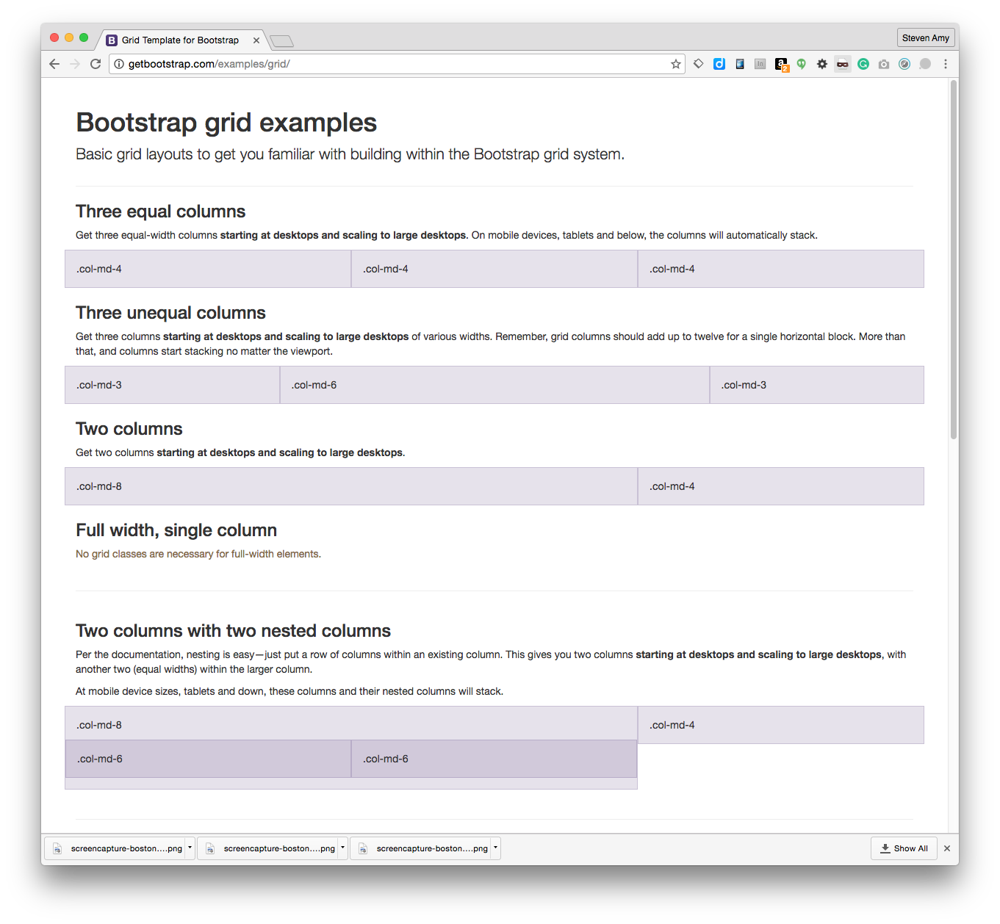 Grid Template for Bootstrap
Steven Amy
getbootstrap.com/examples/grid/
2
Bootstrap grid examples
Basic grid layouts to get you familiar with building within the Bootstrap grid system.
Three equal columns
Get three equal-width columns starting at desktops and scaling to large desktops. On mobile devices, tablets and below, the columns will automatically stack.
.col-md-4 .col-md-4 .col-md-4
Three unequal columns
Get three columns starting at desktops and scaling to large desktops of various widths. Remember, grid columns should add up to twelve for a single horizontal block. More than
that, and columns start stacking no matter the viewport.
.col-md-3 .col-md-6 .col-md-3
Two columns
Get two columns starting at desktops and scaling to large desktops.
.col-md-8 .col-md-4
Full width, single column
No grid classes are necessary for full-width elements.
Two columns with two nested columns
Per the documentation, nesting is easy—just put a row of columns within an existing column. This gives you two columns starting at desktops and scaling to large desktops, with
another two (equal widths) within the larger column.
At mobile device sizes, tablets and down, these columns and their nested columns will stack.
.col-md-8 .col-md-4
.col-md-6 .col-md-6
screencapture-boston....png screencapture-boston....png screencapture-boston....png Show All